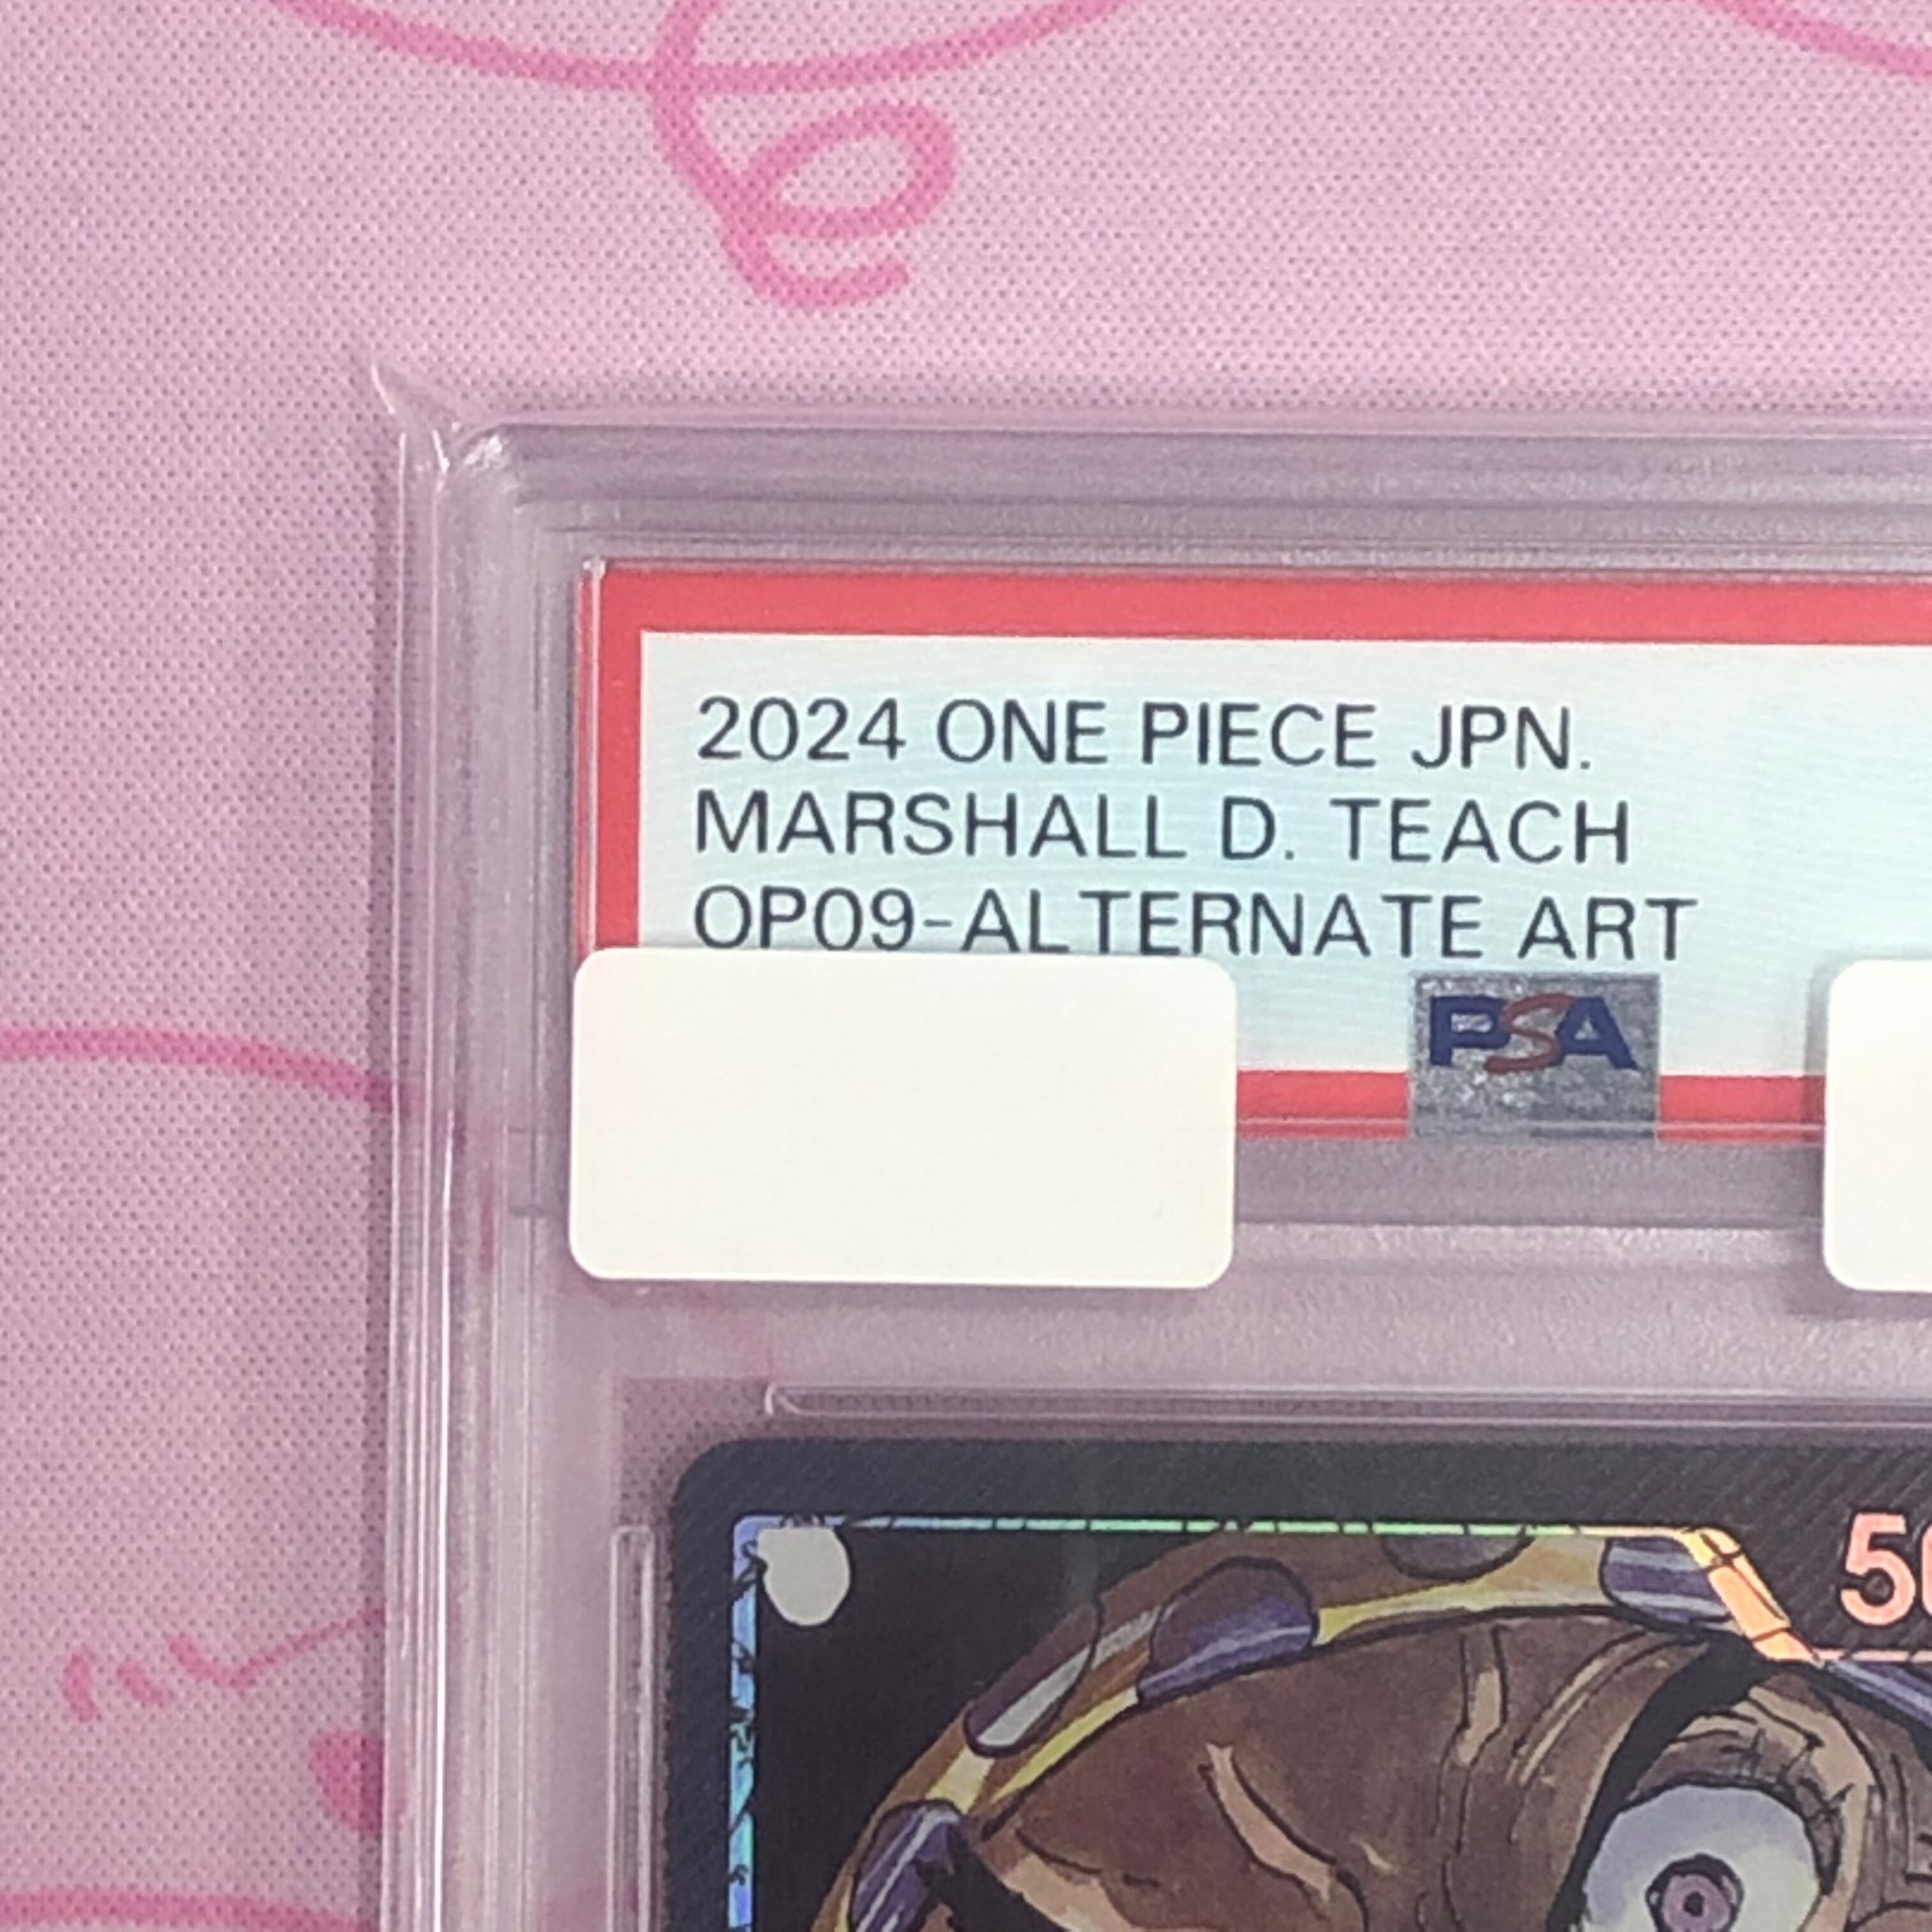 2024 ONE PIECE JPN.
MARSHALL D. TEACH
OP09-ALTERNATE ART
PSA